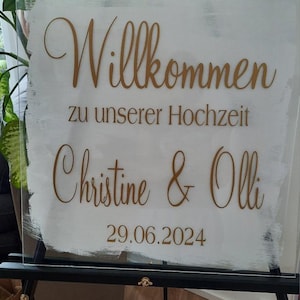 Willkommen
zu unserer Hochzeit
Christine & Olli
29.06.2024